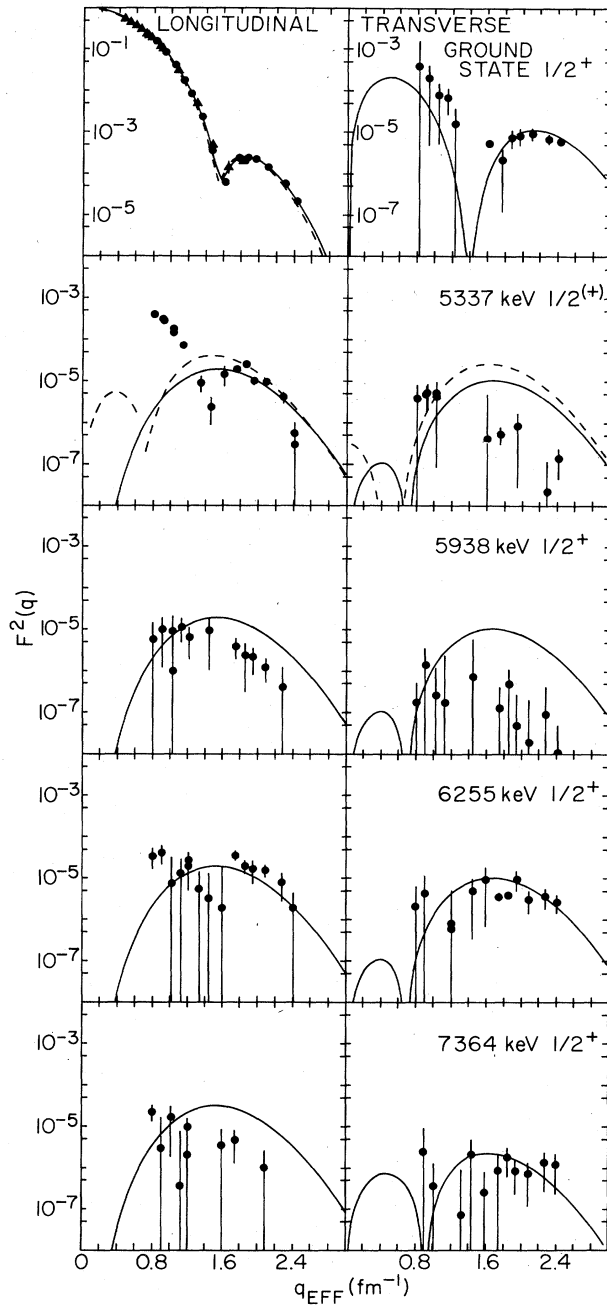 LONGITUDINAL
TRANSVERSE
GROUND
STATE 1/2⁺
10⁻¹
10⁻³
10⁻⁵
10⁻³
10⁻⁵
10⁻⁷
5337 keV 1/2⁽⁺⁾
10⁻³
10⁻⁵
10⁻⁷
5938 keV 1/2⁺
10⁻³
10⁻⁵
10⁻⁷
F²(q)
6255 keV 1/2⁺
10⁻³
10⁻⁵
10⁻⁷
7364 keV 1/2⁺
10⁻³
10⁻⁵
10⁻⁷
0 0.8 1.6 2.4 0.8 1.6 2.4
qEFF (fm⁻¹)